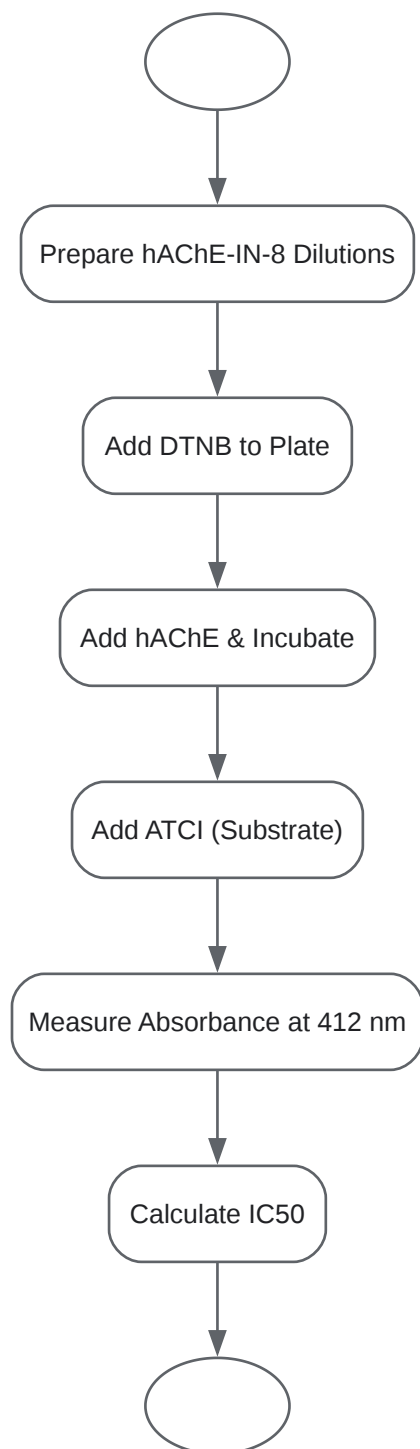 Prepare hAChE-IN-8 Dilutions
Add DTNB to Plate
Add hAChE & Incubate
Add ATCI (Substrate)
Measure Absorbance at 412 nm
Calculate IC50